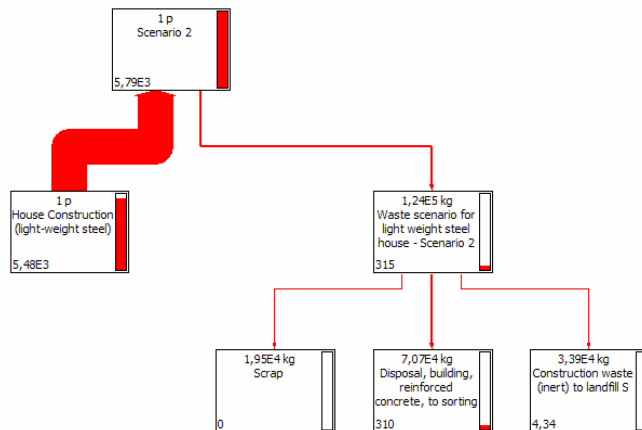 1 p
Scenario 2
5,79E3
1 p
House Construction
(light-weight steel)
5,48E3
1,24E5 kg
Waste scenario for
light weight steel
house - Scenario 2
315
1,95E4 kg
Scrap
0
7,07E4 kg
Disposal, building,
reinforced
concrete, to sorting
310
3,39E4 kg
Construction waste
(inert) to landfill S
4,34